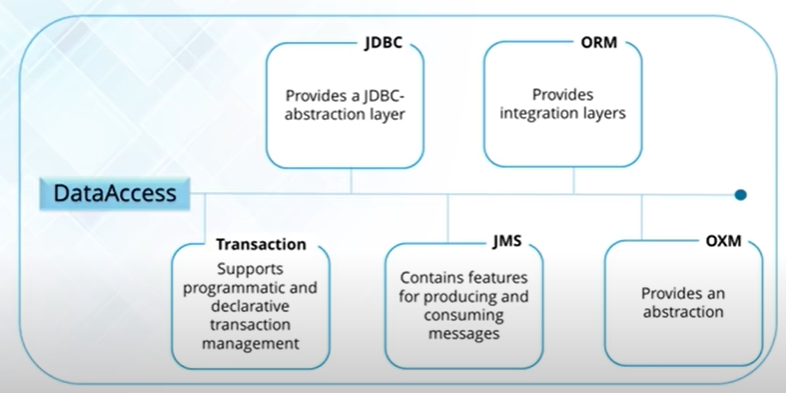 JDBC
Provides a JDBC-
abstraction layer
ORM
Provides
integration layers
DataAccess
Transaction
Supports
programmatic and
declarative
transaction
management
JMS
Contains features
for producing and
consuming
messages
OXM
Provides an
abstraction